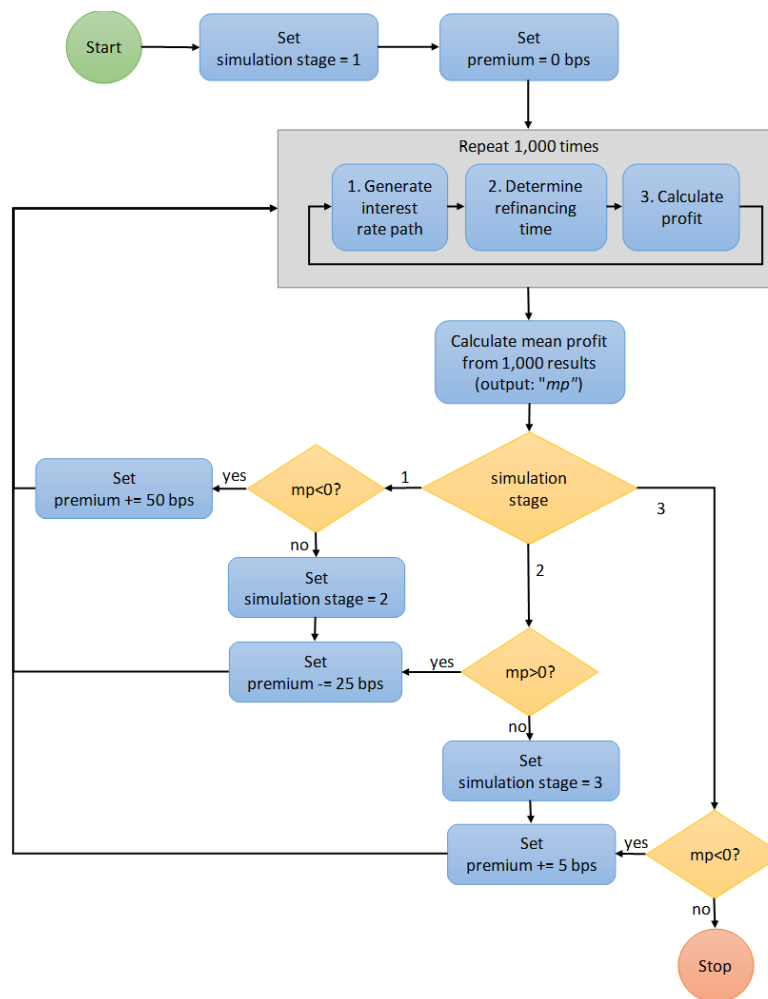 Start
Set
simulation stage = 1
Set
premium = 0 bps
Repeat 1,000 times
1. Generate
interest
rate path
2. Determine
refinancing
time
3. Calculate
profit
Calculate mean profit
from 1,000 results
(output: "mp")
simulation
stage
1
mp<0?
yes
Set
premium += 50 bps
no
Set
simulation stage = 2
Set
premium -= 25 bps
2
mp>0?
yes
no
Set
simulation stage = 3
Set
premium += 5 bps
3
mp<0?
yes
no
Stop